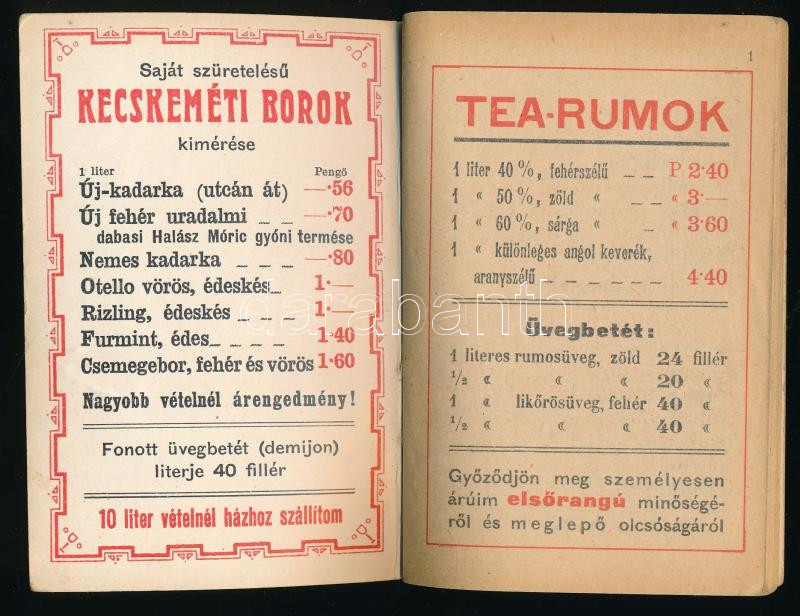 Saját szüretelésű
KECSKEMÉTI BOROK
kimérése
1 liter Pengő
Új-kadarka (utcán át) —·56
Új fehér uradalmi —·70
dabasi Halász Móric gyóni termése
Nemes kadarka —·80
Otello vörös, édeskés 1·—
Rizling, édeskés 1·—
Furmint, édes 1·40
Csemegebor, fehér és vörös 1·60
Nagyobb vételnél árengedmény!
Fonott üvegbetét (demijon)
literje 40 fillér
10 liter vételnél házhoz szállítom
1
TEA-RUMOK
1 liter 40%, fehérszélű P 2·40
1 « 50%, zöld « « 3·—
1 « 60%, sárga « « 3·60
1 « különleges angol keverék,
aranyszélű 4·40
Üvegbetét:
1 literes rumosüveg, zöld 24 fillér
1/2 « « « 20 «
1 « likőrösüveg, fehér 40 «
1/2 « « « 40 «
Győződjön meg személyesen
áruim elsőrangú minőségé-
ről és meglepő olcsóságáról
darabanth